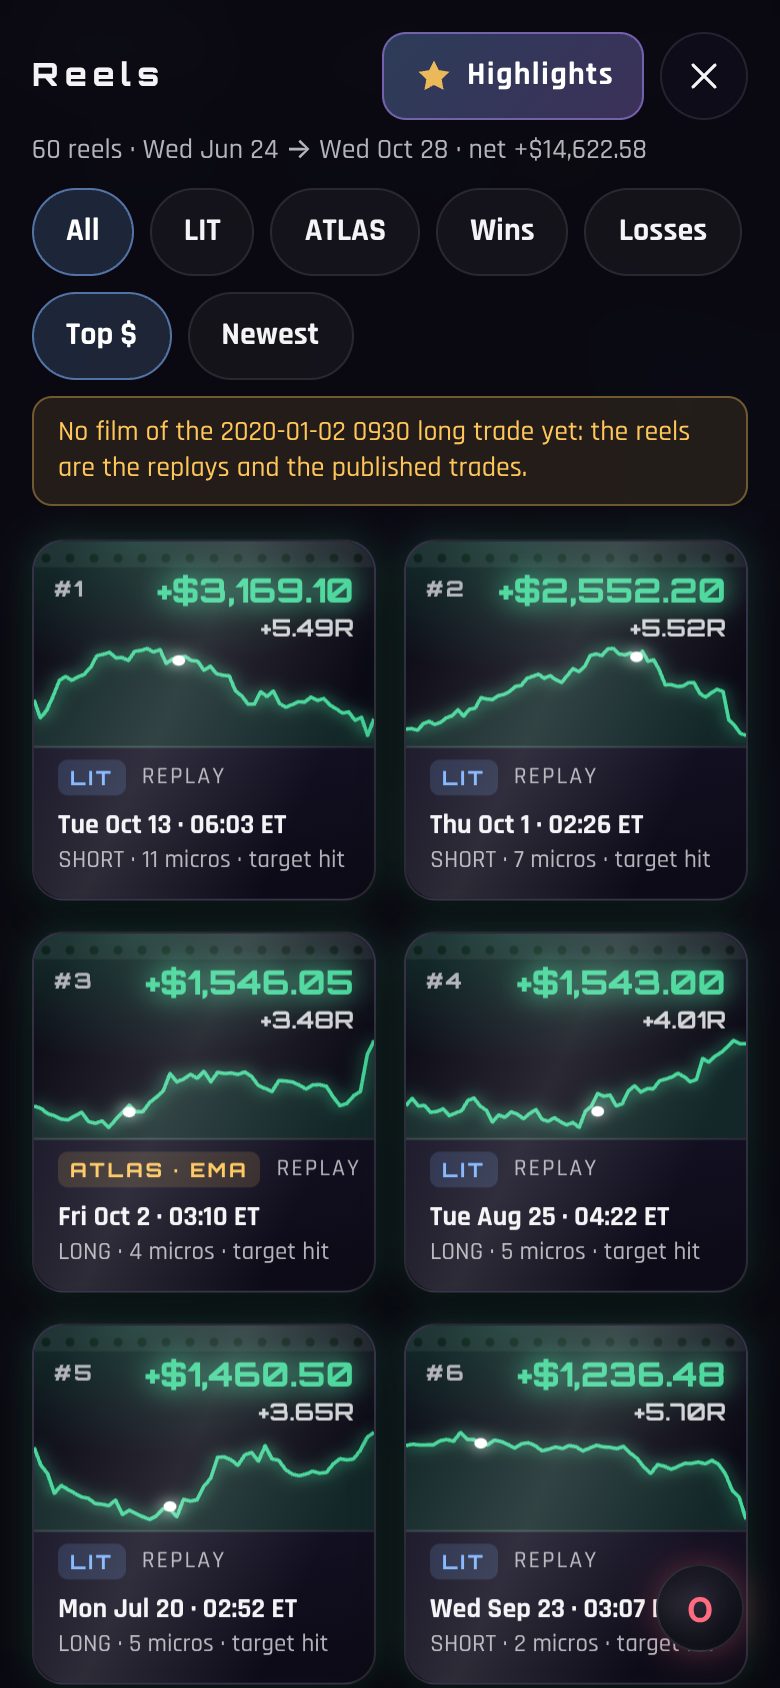 Reels
Highlights
60 reels · Wed Jun 24 → Wed Oct 28 · net +$14,622.58
All
LIT
ATLAS
Wins
Losses
Top $
Newest
No film of the 2020-01-02 0930 long trade yet: the reels
are the replays and the published trades.
#1
+$3,169.10
+5.49R
LIT
REPLAY
Tue Oct 13 · 06:03 ET
SHORT · 11 micros · target hit
#2
+$2,552.20
+5.52R
LIT
REPLAY
Thu Oct 1 · 02:26 ET
SHORT · 7 micros · target hit
#3
+$1,546.05
+3.48R
ATLAS · EMA
REPLAY
Fri Oct 2 · 03:10 ET
LONG · 4 micros · target hit
#4
+$1,543.00
+4.01R
LIT
REPLAY
Tue Aug 25 · 04:22 ET
LONG · 5 micros · target hit
#5
+$1,460.50
+3.65R
LIT
REPLAY
Mon Jul 20 · 02:52 ET
LONG · 5 micros · target hit
#6
+$1,236.48
+5.70R
LIT
REPLAY
Wed Sep 23 · 03:07
SHORT · 2 micros ·
O